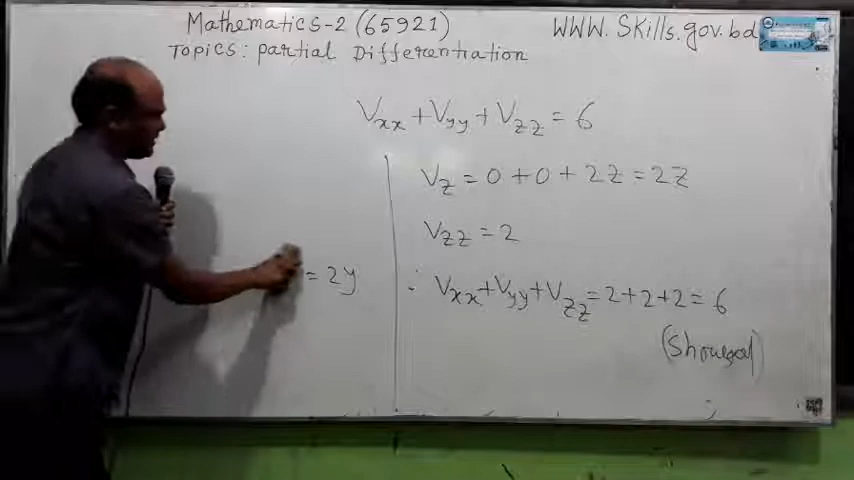 Mathematics-2 (65921)
WWW. Skills.gov.bd
Topics: partial Differentiation
Vxx + Vyy + Vzz = 6
= 2y
Vz = 0 + 0 + 2z = 2z
Vzz = 2
∴ Vxx + Vyy + Vzz = 2+2+2 = 6
(Showed)